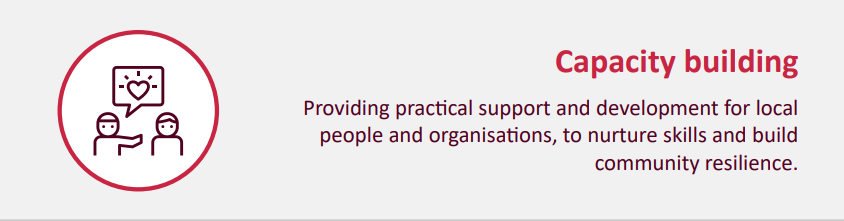 Capacity building
Providing practical support and development for local
people and organisations, to nurture skills and build
community resilience.